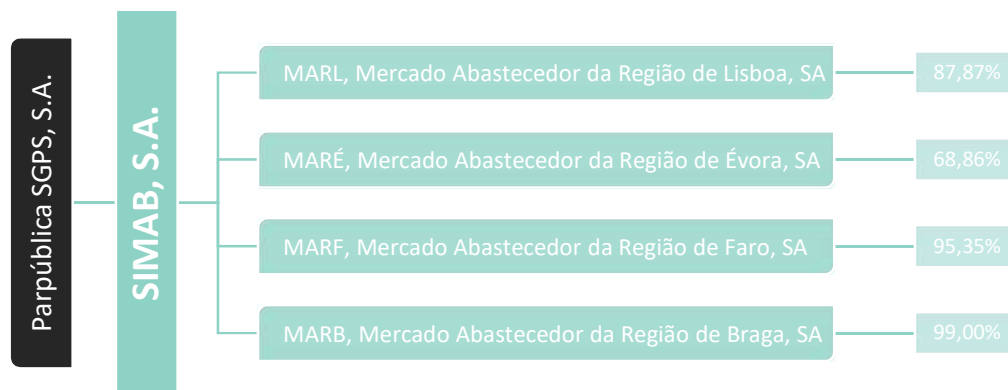 Parpública SGPS, S.A.
SIMAB, S.A.
MARL, Mercado Abastecedor da Região de Lisboa, SA
87,87%
MARÉ, Mercado Abastecedor da Região de Évora, SA
68,86%
MARF, Mercado Abastecedor da Região de Faro, SA
95,35%
MARB, Mercado Abastecedor da Região de Braga, SA
99,00%